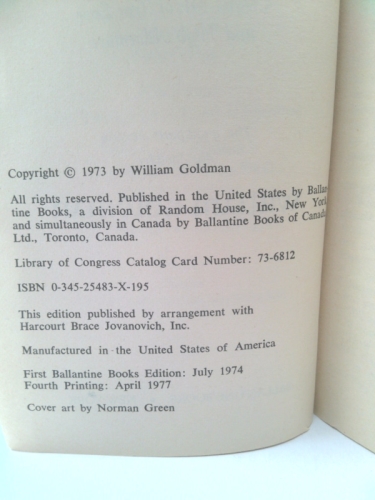 Copyright © 1973 by William Goldman
All rights reserved. Published in the United States by Ballan-
tine Books, a division of Random House, Inc., New York,
and simultaneously in Canada by Ballantine Books of Canada,
Ltd., Toronto, Canada.
Library of Congress Catalog Card Number: 73-6812
ISBN 0-345-25483-X-195
This edition published by arrangement with
Harcourt Brace Jovanovich, Inc.
Manufactured in the United States of America
First Ballantine Books Edition: July 1974
Fourth Printing: April 1977
Cover art by Norman Green